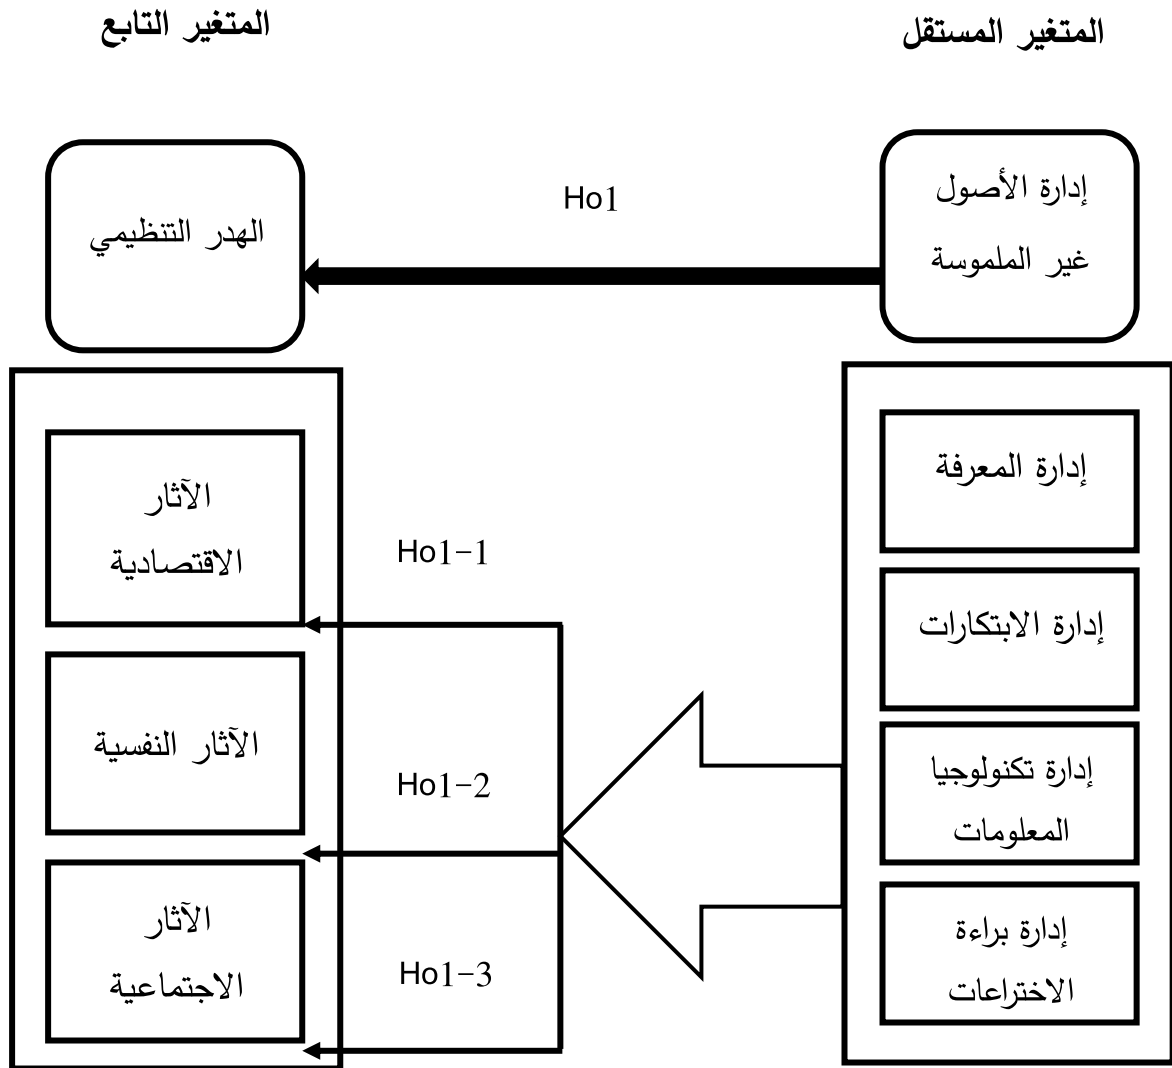 المتغير المستقل
المتغير التابع
إدارة الأصول
غير الملموسة
Ho1
الهدر التنظيمي
إدارة المعرفة
إدارة الابتكارات
إدارة تكنولوجيا
المعلومات
إدارة براءة
الاختراعات
Ho1-1
Ho1-2
Ho1-3
الآثار
الاقتصادية
الآثار النفسية
الآثار
الاجتماعية